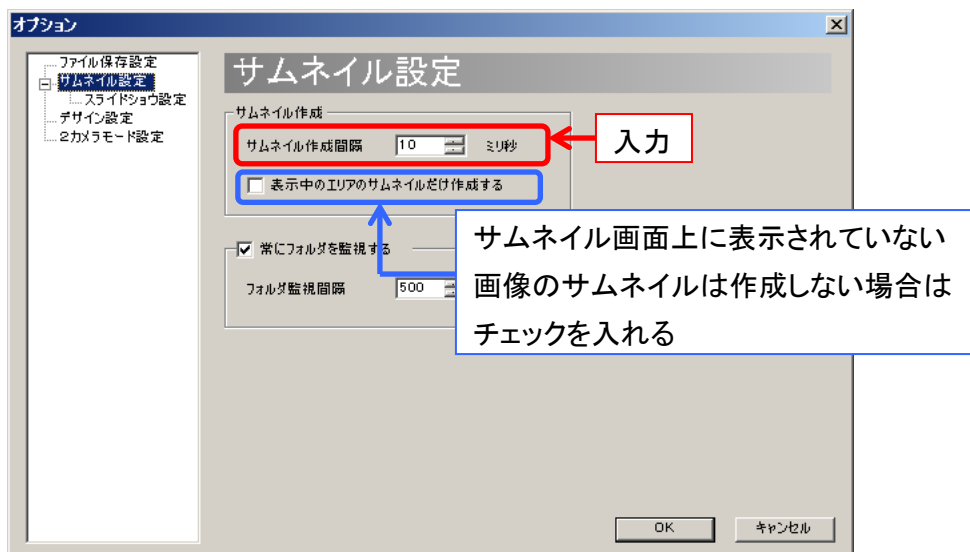 オプション
ファイル保存設定
サムネイル設定
スライドショウ設定
デザイン設定
2カメラモード設定
サムネイル設定
サムネイル作成
サムネイル作成間隔 10 ミリ秒
入力
表示中のエリアのサムネイルだけ作成する
サムネイル画面上に表示されていない
画像のサムネイルは作成しない場合は
チェックを入れる
常にフォルダを監視する
フォルダ監視間隔 500
OK キャンセル